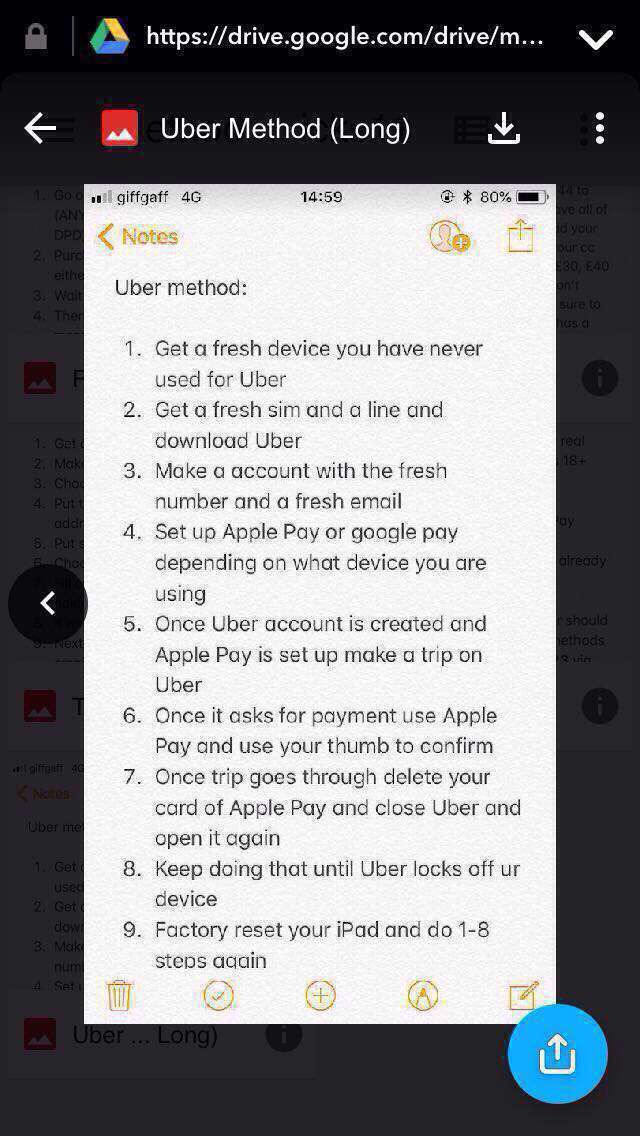 https://drive.google.com/drive/m...
Uber Method (Long)
giffgaff 4G 14:59 80%
Notes
Uber method:
1. Get a fresh device you have never
used for Uber
2. Get a fresh sim and a line and
download Uber
3. Make a account with the fresh
number and a fresh email
4. Set up Apple Pay or google pay
depending on what device you are
using
5. Once Uber account is created and
Apple Pay is set up make a trip on
Uber
6. Once it asks for payment use Apple
Pay and use your thumb to confirm
7. Once trip goes through delete your
card of Apple Pay and close Uber and
open it again
8. Keep doing that until Uber locks off ur
device
9. Factory reset your iPad and do 1-8
steps again
Uber ... Long)